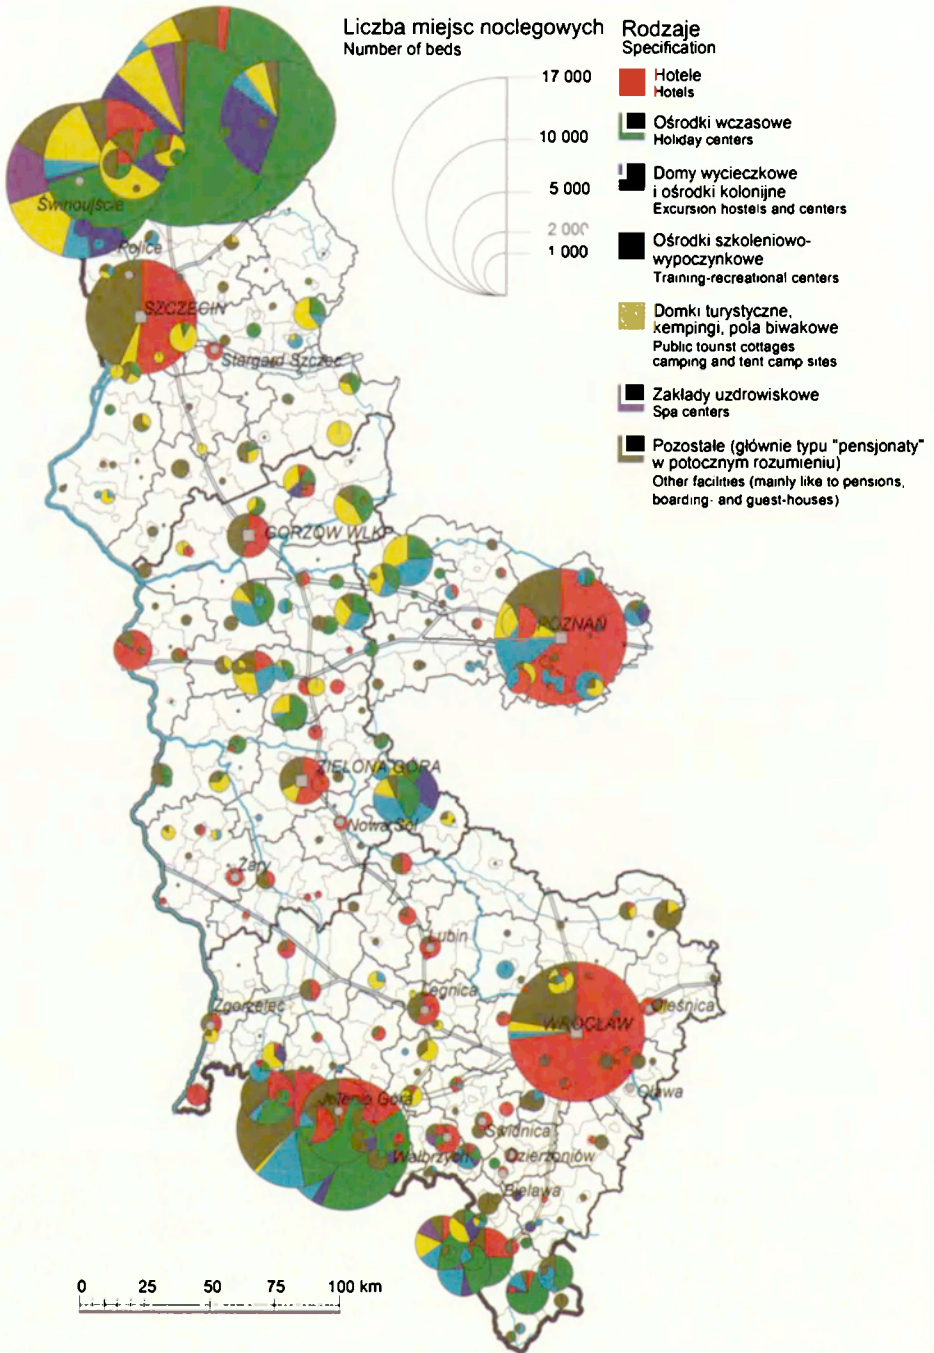 Liczba miejsc noclegowych
Number of beds
17 000
10 000
5 000
2 000
1 000
Rodzaje
Specification
Hotele
Hotels
Ośrodki wczasowe
Holiday centers
Domy wycieczkowe
i ośrodki kolonijne
Excursion hostels and centers
Ośrodki szkoleniowo-
wypoczynkowe
Training-recreational centers
Domki turystyczne,
kempingi, pola biwakowe
Public tourist cottages
camping and tent camp sites
Zakłady uzdrowiskowe
Spa centers
Pozostałe (głównie typu "pensjonaty"
w potocznym rozumieniu)
Other facilities (mainly like to pensions,
boarding- and guest-houses)
Świnoujście
Police
SZCZECIN
Stargard Szczec
GORZÓW WLKP
POZNAŃ
ZIELONA GÓRA
Nowa Sól
Żary
Lubin
Legnica
Zgorzelec
WROCŁAW
Oleśnica
Oława
Jelenia Góra
Świdnica
Wałbrzych
Dzierżoniów
Bielawa
0 25 50 75 100 km